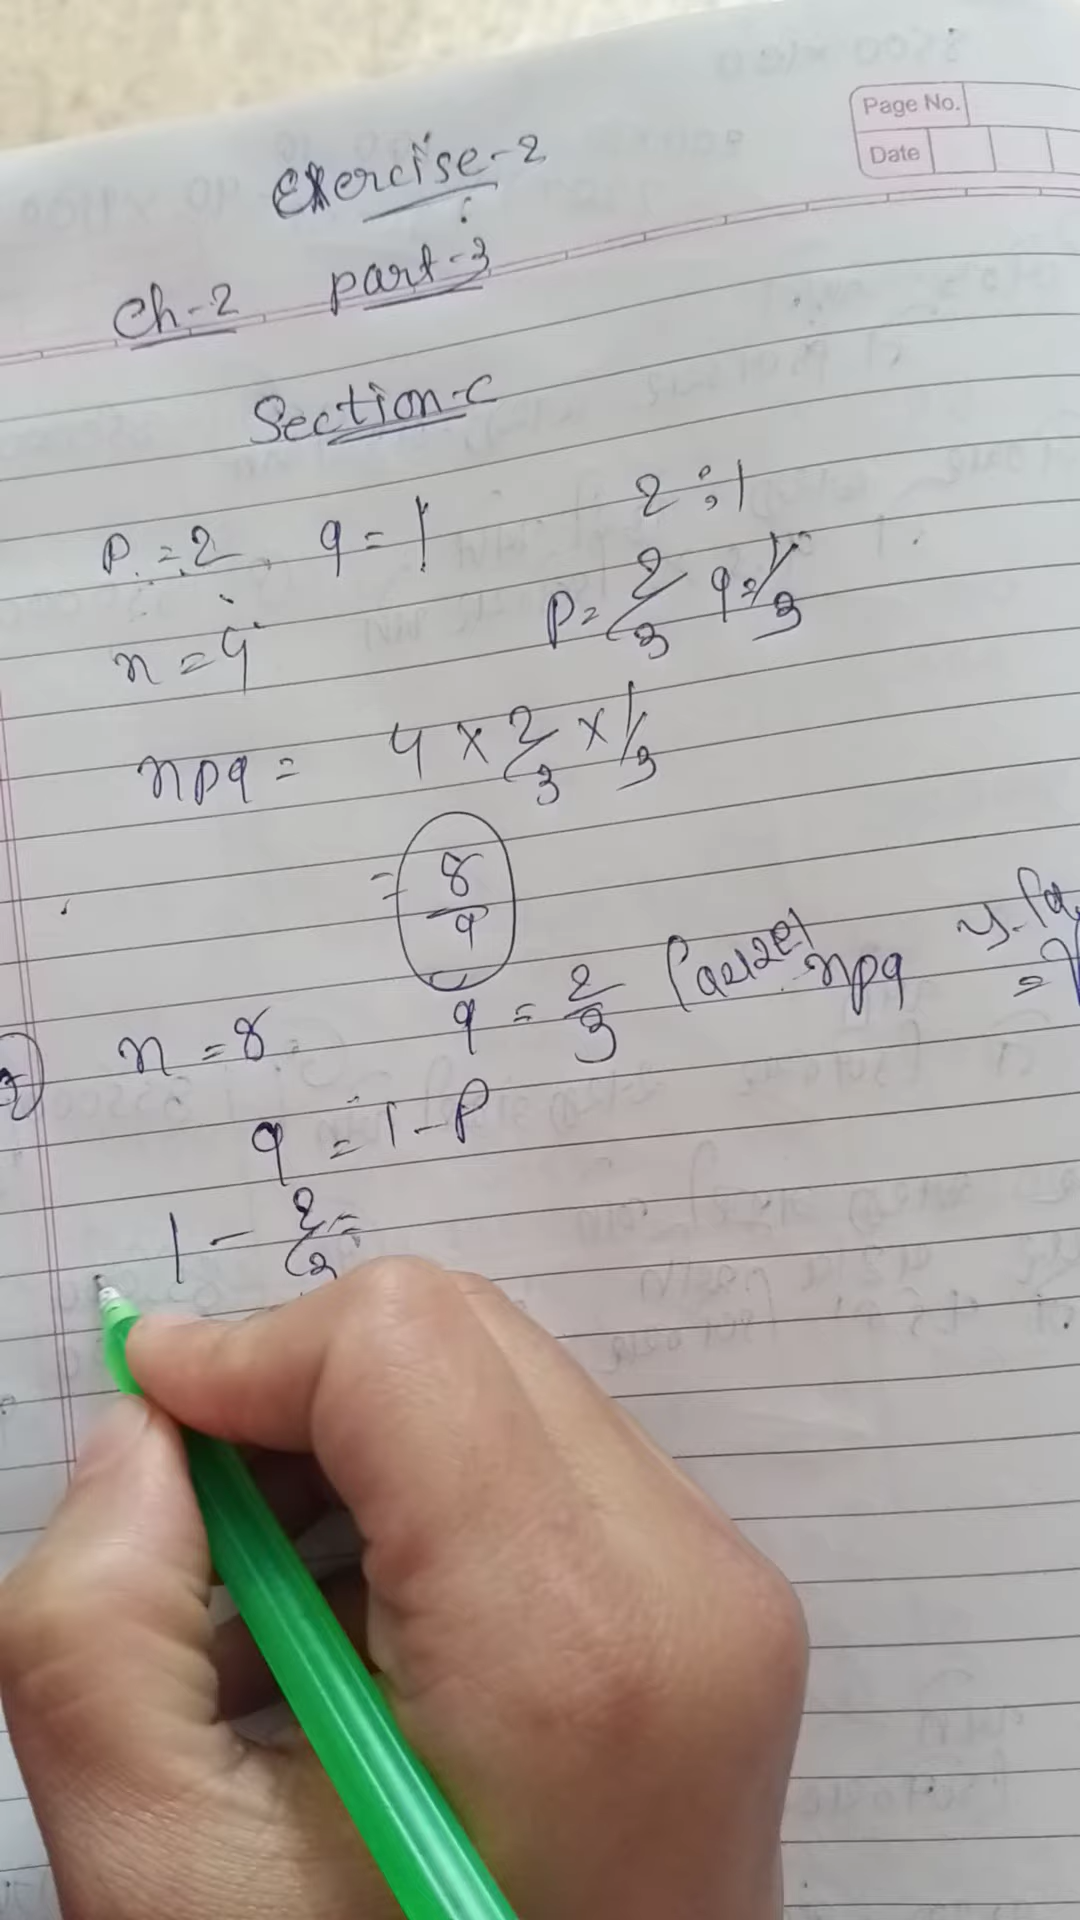 Page No.
Date
Exercise-2
Ch-2 part-3
Section-C
P = 2, q = 1 2 : 1
n = 4 P = 2/3 q = 1/3
npq = 4 × 2/3 × 1/3
= 8/9
n = 8 q = 2/3 npq
q = 1 - P
1 - 2/3 =